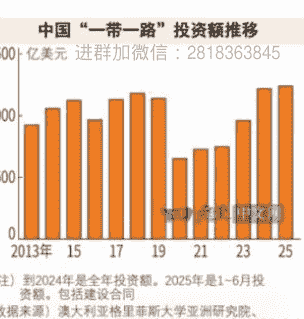 中国“一带一路”投资额推移
进群加微信：2818363845
500
亿美元
000
500
0
2013年 15 17 19 21 23 25
注）到2024年是全年投资额。2025年是1~6月投
资额。包括建设合同
数据来源）澳大利亚格里菲斯大学亚洲研究院、